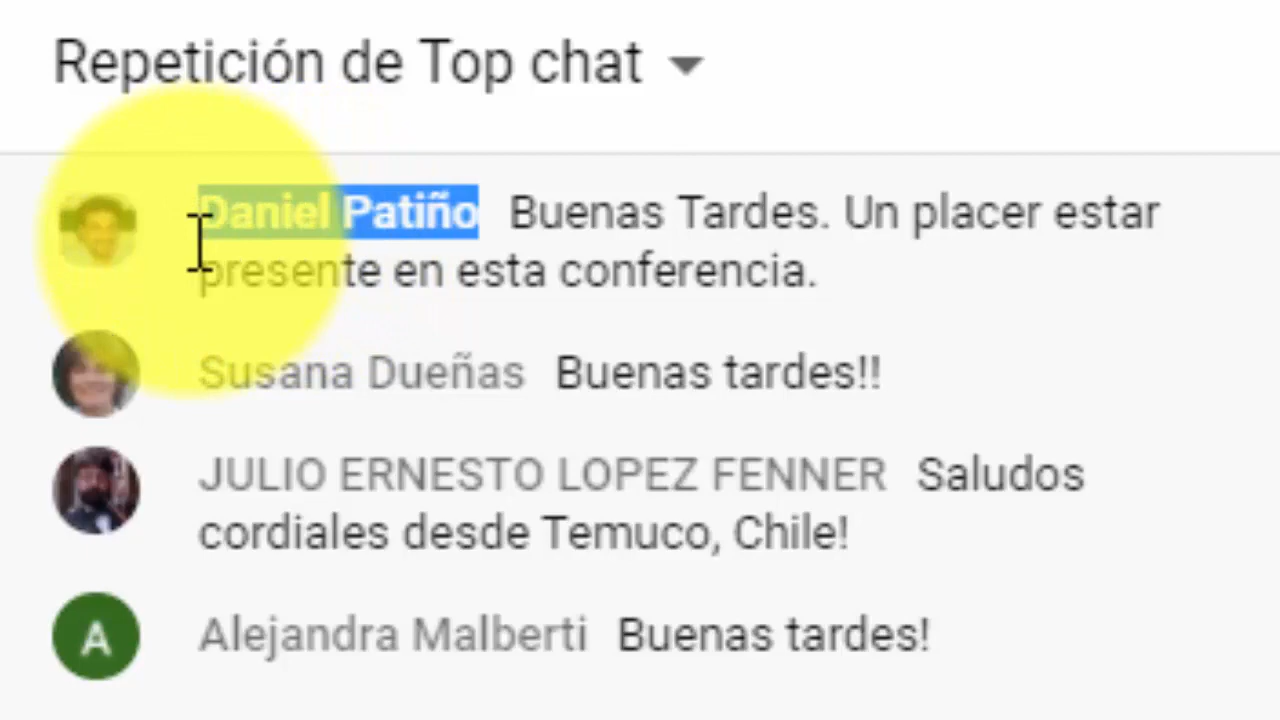 Repetición de Top chat
Daniel Patiño Buenas Tardes. Un placer estar
presente en esta conferencia.
Susana Dueñas Buenas tardes!!
JULIO ERNESTO LOPEZ FENNER Saludos
cordiales desde Temuco, Chile!
A Alejandra Malberti Buenas tardes!